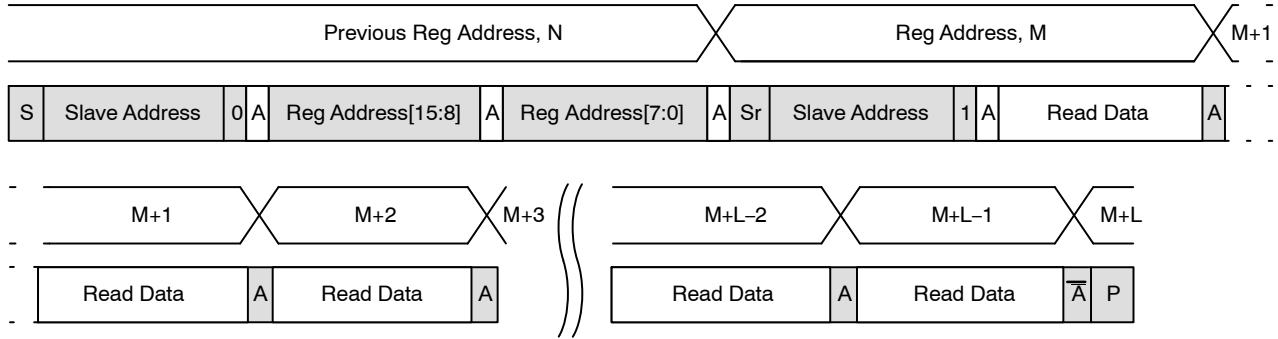 Previous Reg Address, N Reg Address, M M+1
S Slave Address 0 A Reg Address[15:8] A Reg Address[7:0] A Sr Slave Address 1 A Read Data A
M+1 M+2 M+3 M+L–2 M+L–1 M+L
Read Data A Read Data A Read Data A Read Data A̅ P